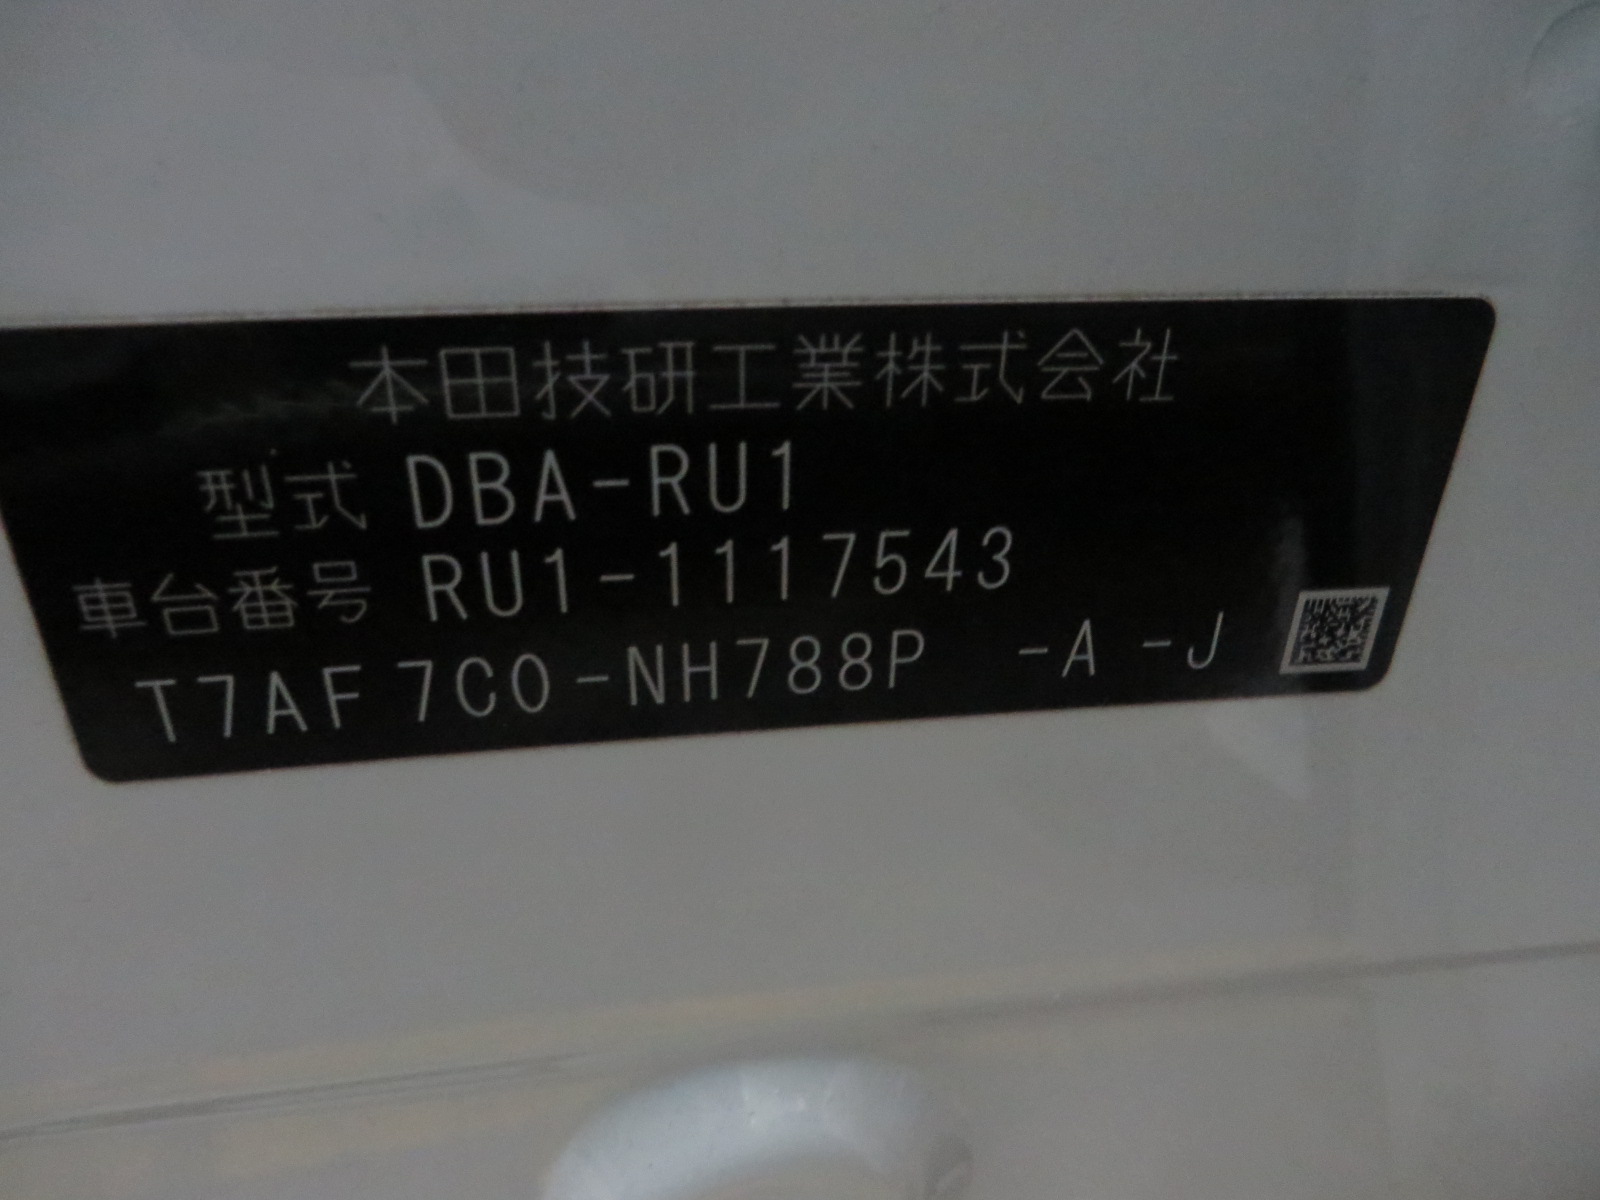 本田技研工業株式会社
型式 DBA-RU1
車台番号 RU1-1117543
T7AF7C0-NH788P -A -J